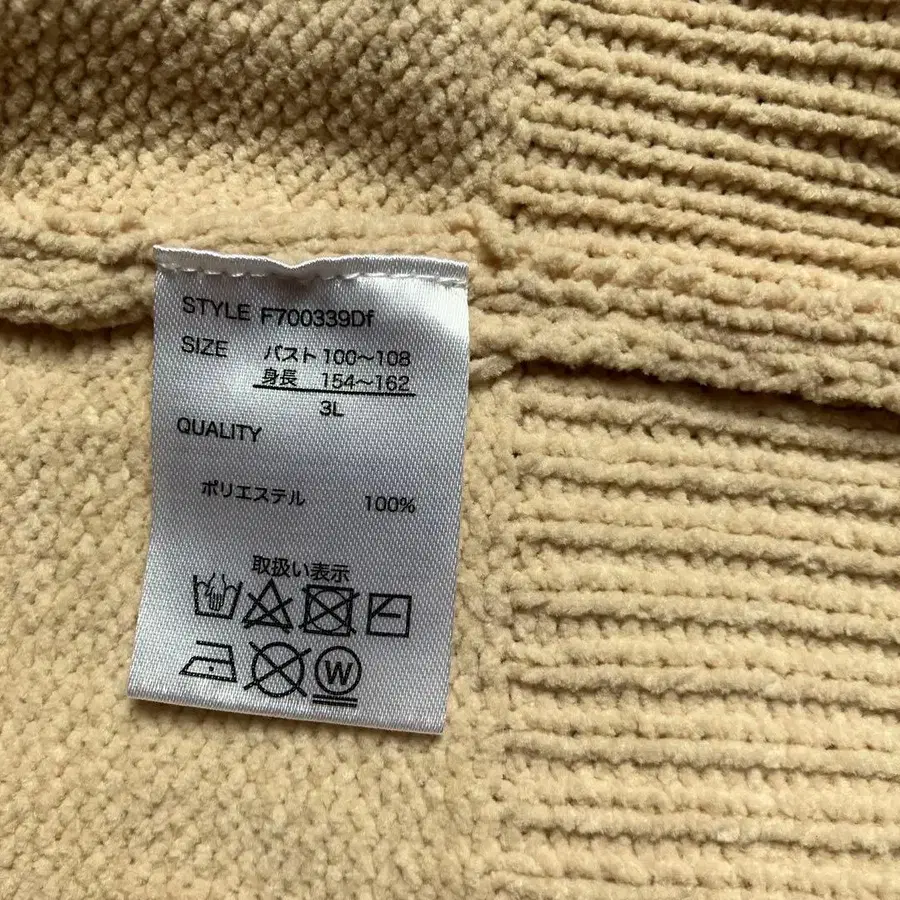 STYLE F700339Df
SIZE バスト 100～108
身長 154～162
3L
QUALITY
ポリエステル 100%
取扱い表示
W